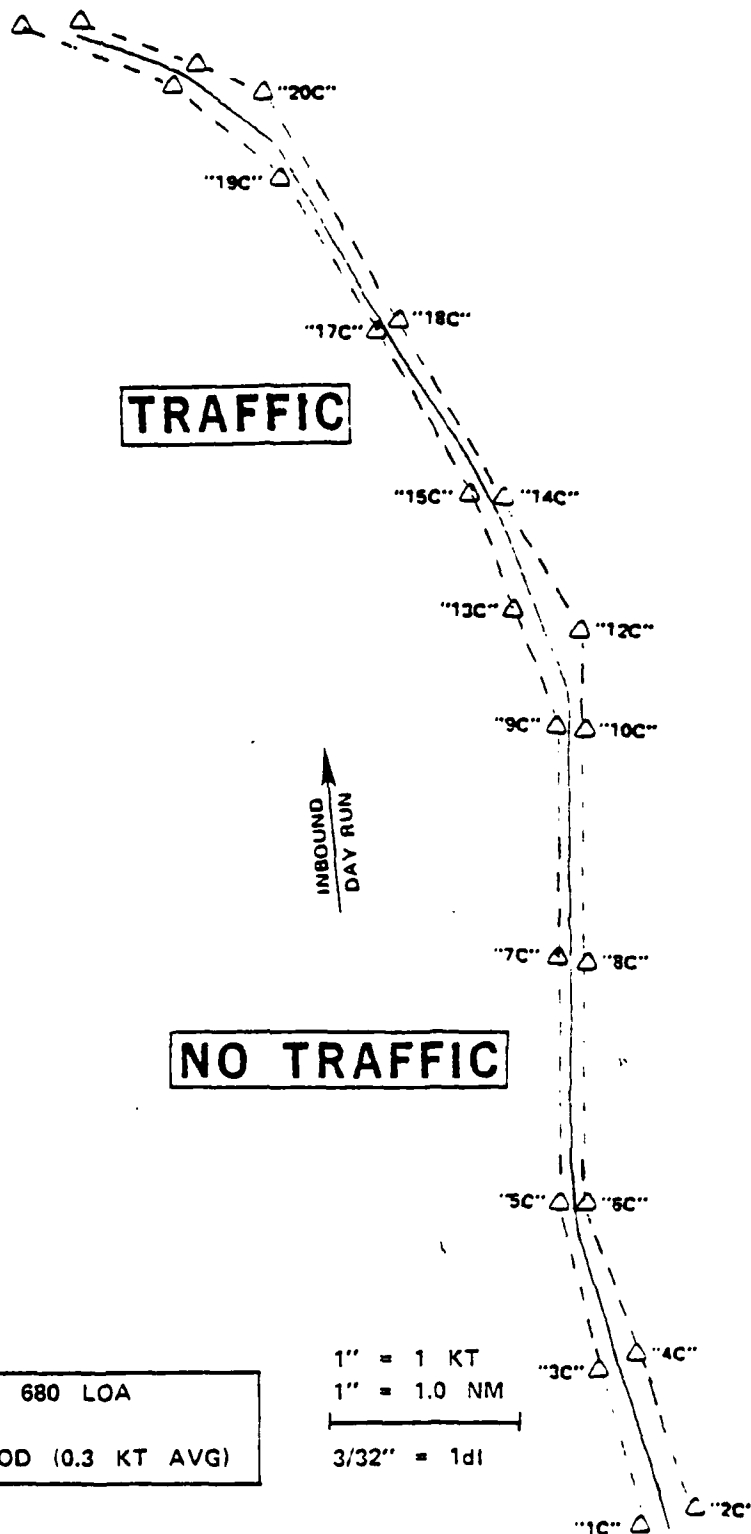 "20C"
"19C"
"18C"
"17C"
TRAFFIC
"15C"
"14C"
"13C"
"12C"
"9C"
"10C"
INBOUND
DAY RUN
"7C"
"8C"
NO TRAFFIC
"5C"
"6C"
"4C"
"3C"
1" = 1 KT
1" = 1.0 NM
3/32" = 1dl
680 LOA
OD (0.3 KT AVG)
"2C"
"1C"